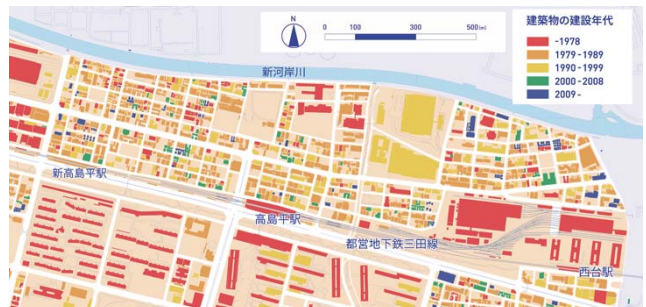 N
0 100 300 500(m)
建築物の建設年代
-1978
1979-1989
1990-1999
2000-2008
2009-
新河岸川
新高島平駅
高島平駅
都営地下鉄三田線
西台駅